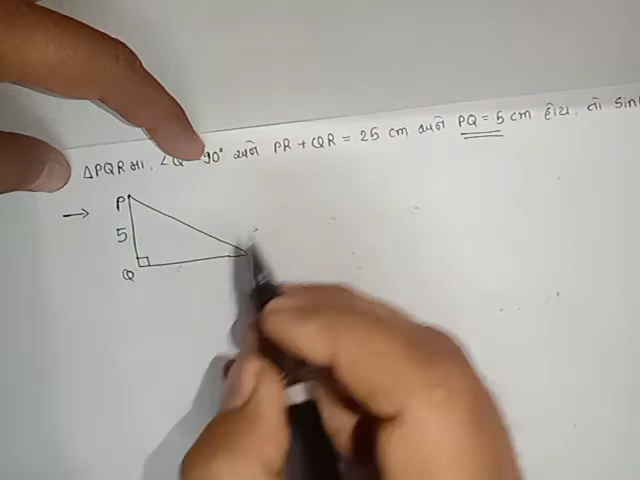 ΔPQR માં, ∠Q 90° અને PR + QR = 25 cm અને PQ = 5 cm હોય, તો sin
→ P
5
Q